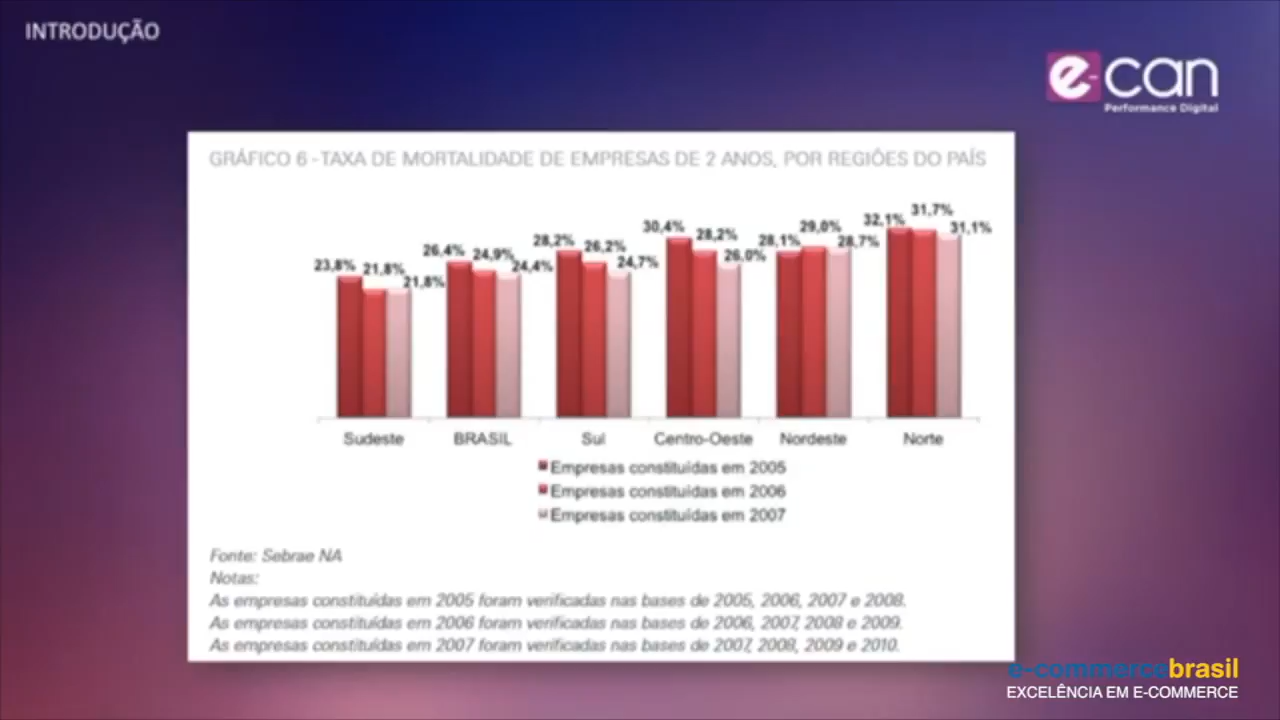 INTRODUÇÃO
e-can
Performance Digital
GRÁFICO 6 - TAXA DE MORTALIDADE DE EMPRESAS DE 2 ANOS, POR REGIÕES DO PAÍS
23,8% 21,8% 21,8% 26,4% 24,9% 24,4% 28,2% 26,2% 24,7% 30,4% 28,2% 26,0% 28,1% 29,0% 28,7% 32,1% 31,7% 31,1%
Sudeste BRASIL Sul Centro-Oeste Nordeste Norte
Empresas constituídas em 2005
Empresas constituídas em 2006
Empresas constituídas em 2007
Fonte: Sebrae NA
Notas:
As empresas constituídas em 2005 foram verificadas nas bases de 2005, 2006, 2007 e 2008.
As empresas constituídas em 2006 foram verificadas nas bases de 2006, 2007, 2008 e 2009.
As empresas constituídas em 2007 foram verificadas nas bases de 2007, 2008, 2009 e 2010.
e-commercebrasil
EXCELÊNCIA EM E-COMMERCE